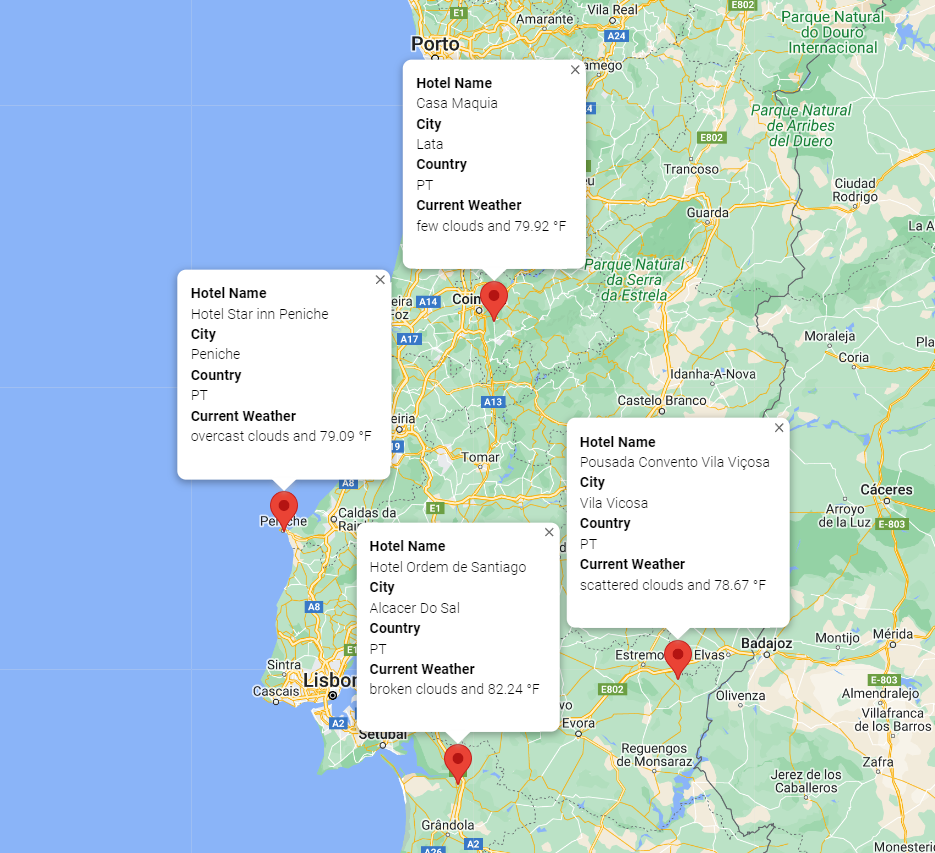 E1
Amarante
Vila Real
E802
Parque Natural
do Douro
Internacional
A24
Porto
Hotel Name
Casa Maquia
City
Lata
Country
PT
Current Weather
few clouds and 79.92 °F
Parque Natural
de Arribes
del Duero
E802
Trancoso
Ciudad
Rodrigo
Guarda
La A
Parque Natural
da Serra
da Estrela
Hotel Name
Hotel Star inn Peniche
City
Peniche
Country
PT
Current Weather
overcast clouds and 79.09 °F
A14
A17
Moraleja
Coria
Pla
Idanha-A-Nova
A13
Castelo Branco
Tomar
Hotel Name
Pousada Convento Vila Viçosa
City
Vila Vicosa
Country
PT
Current Weather
scattered clouds and 78.67 °F
Cáceres
Arroyo
de la Luz
E-803
A8
E1
Caldas da
Hotel Name
Hotel Ordem de Santiago
City
Alcacer Do Sal
Country
PT
Current Weather
broken clouds and 82.24 °F
A8
Sintra
Cascais
Lisbon
A2
Setúbal
Elvas
Badajoz
Montijo
Mérida
E802
Evora
Olivenza
E-803
Almendralejo
Villafranca
de los Barros
Reguengos
de Monsaraz
Zafra
Jerez de los
Caballeros
Grândola
A2
A26
Monesterio